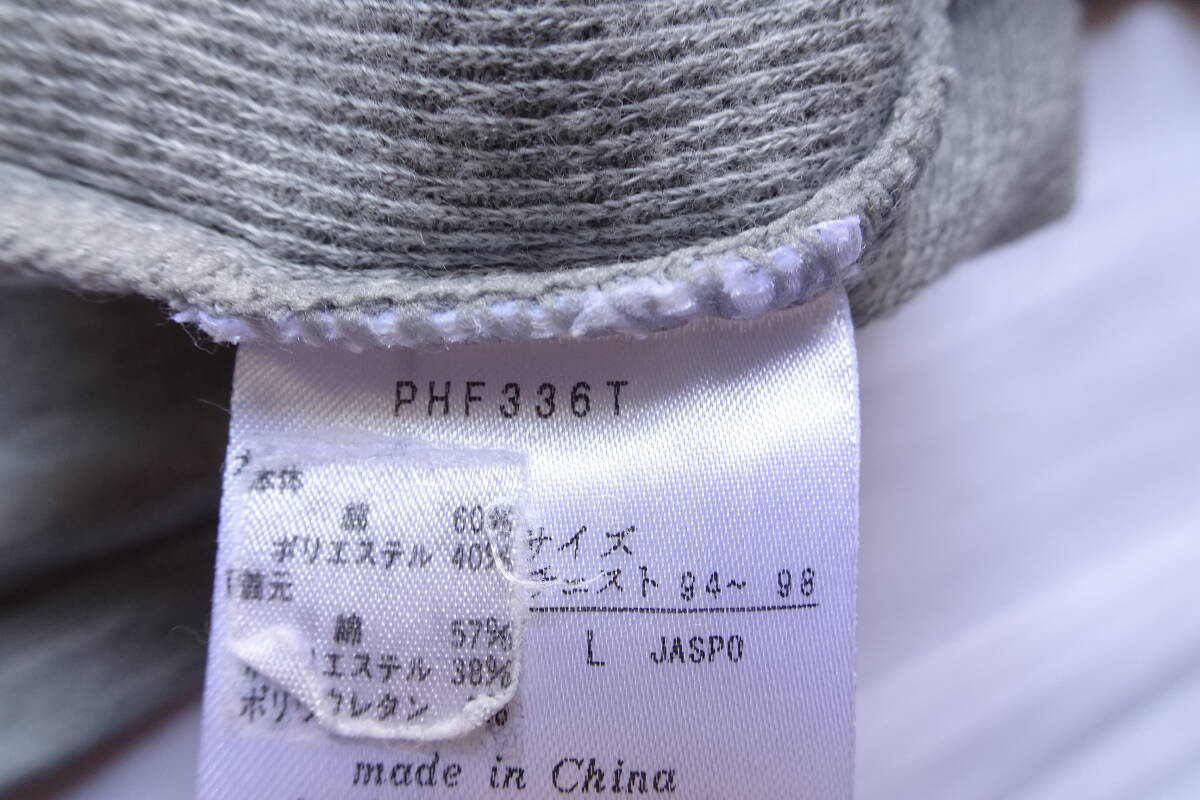 PHF336T
本体
綿 60%
ポリエステル 40%
サイズ
チェスト 94~ 98
綿 57%
エステル 38%
L JASPO
made in China